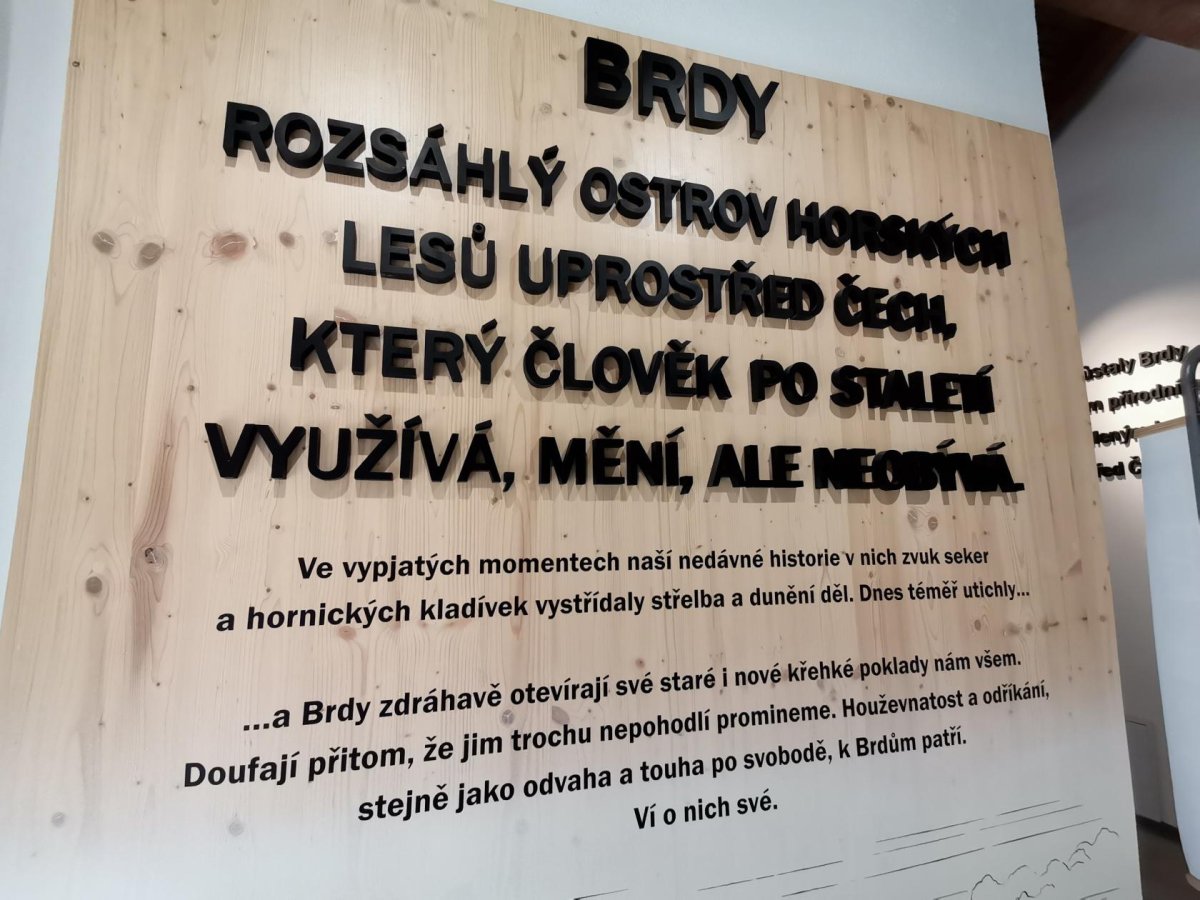 BRDY
ROZSÁHLÝ OSTROV HORSKÝCH
LESŮ UPROSTŘED ČECH,
KTERÝ ČLOVĚK PO STALETÍ
VYUŽÍVÁ, MĚNÍ, ALE NEOBÝVÁ.
Ve vypjatých momentech naší nedávné historie v nich zvuk seker
a hornických kladívek vystřídaly střelba a dunění děl. Dnes téměř utichly...
...a Brdy zdráhavě otevírají své staré i nové křehké poklady nám všem.
Doufají přitom, že jim trochu nepohodlí promineme. Houževnatost a odříkání,
stejně jako odvaha a touha po svobodě, k Brdům patří.
Ví o nich své.
Brdy
přírodní